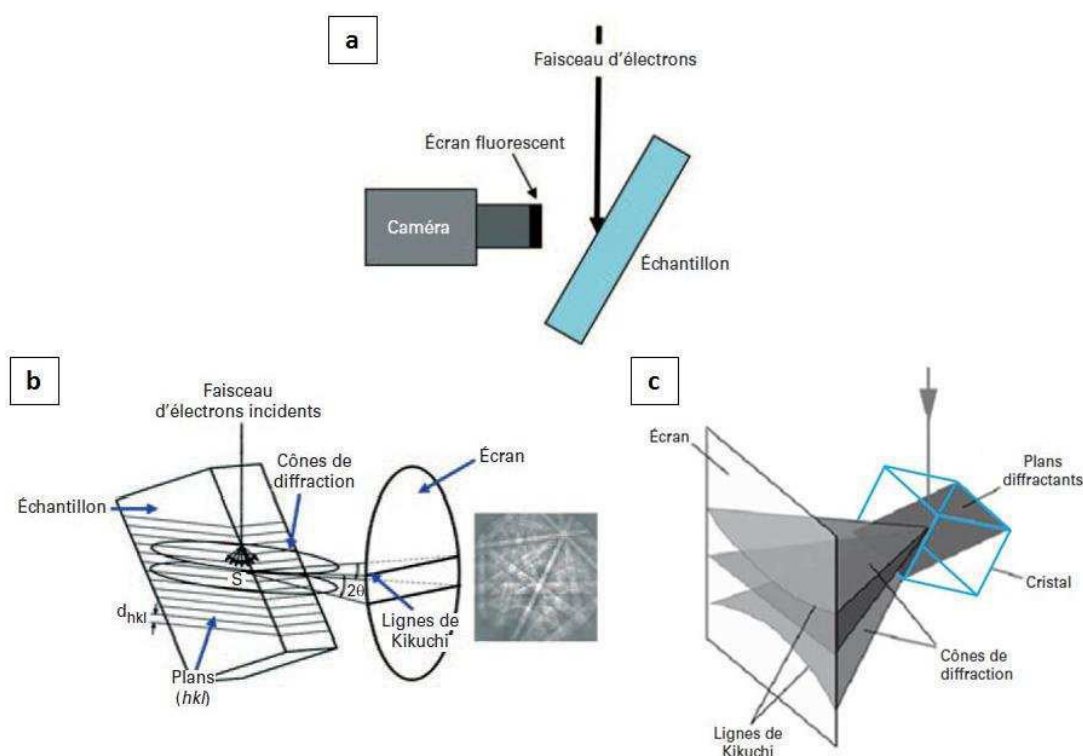 a
Faisceau d'électrons
Écran fluorescent
Caméra
Échantillon
b
Faisceau
d'électrons incidents
Cônes de
diffraction
Écran
Échantillon
S
2θ
d_hkl
Lignes de
Kikuchi
Plans
(hkl)
c
Écran
Plans
diffractants
Cristal
Cônes de
diffraction
Lignes de
Kikuchi